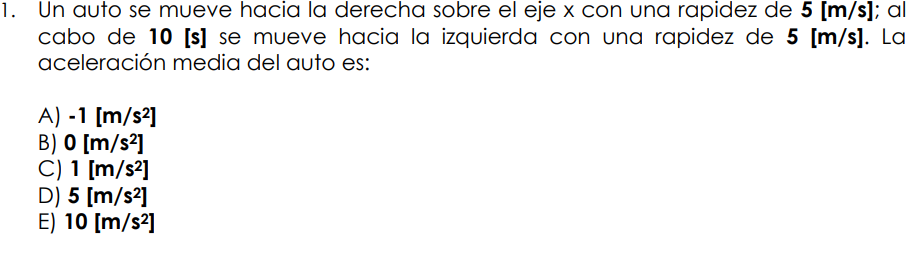 1. Un auto se mueve hacia la derecha sobre el eje x con una rapidez de 5 [m/s]; al
cabo de 10 [s] se mueve hacia la izquierda con una rapidez de 5 [m/s]. La
aceleración media del auto es:
A) -1 [m/s²]
B) 0 [m/s²]
C) 1 [m/s²]
D) 5 [m/s²]
E) 10 [m/s²]